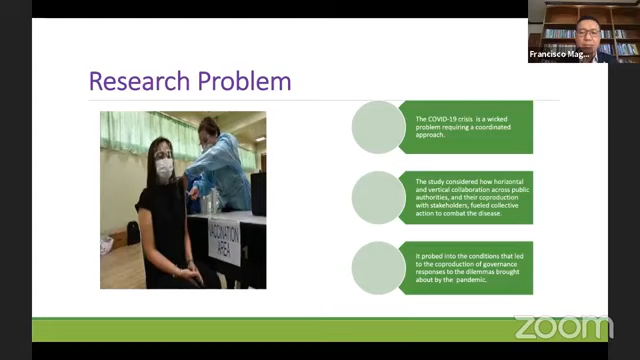 Francisco Mag...
Research Problem
The COVID-19 crisis is a wicked
problem requiring a coordinated
approach.
The study considered how horizontal
and vertical collaboration across public
authorities, and their coproduction
with stakeholders, fueled collective
action to combat the disease.
It probed into the conditions that led
to the coproduction of governance
responses to the dilemmas brought
about by the pandemic.
VACCINATION
AREA
zoom